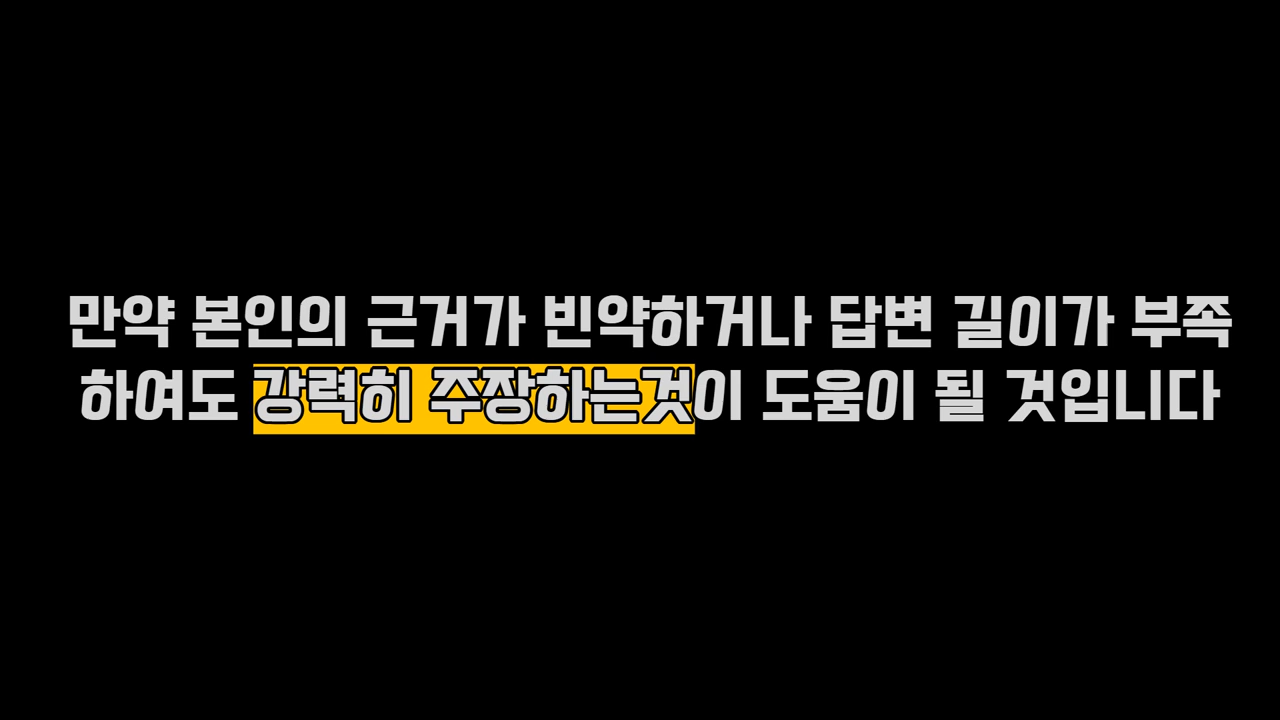 만약 본인의 근거가 빈약하거나 답변 길이가 부족
하여도 강력히 주장하는것이 도움이 될 것입니다